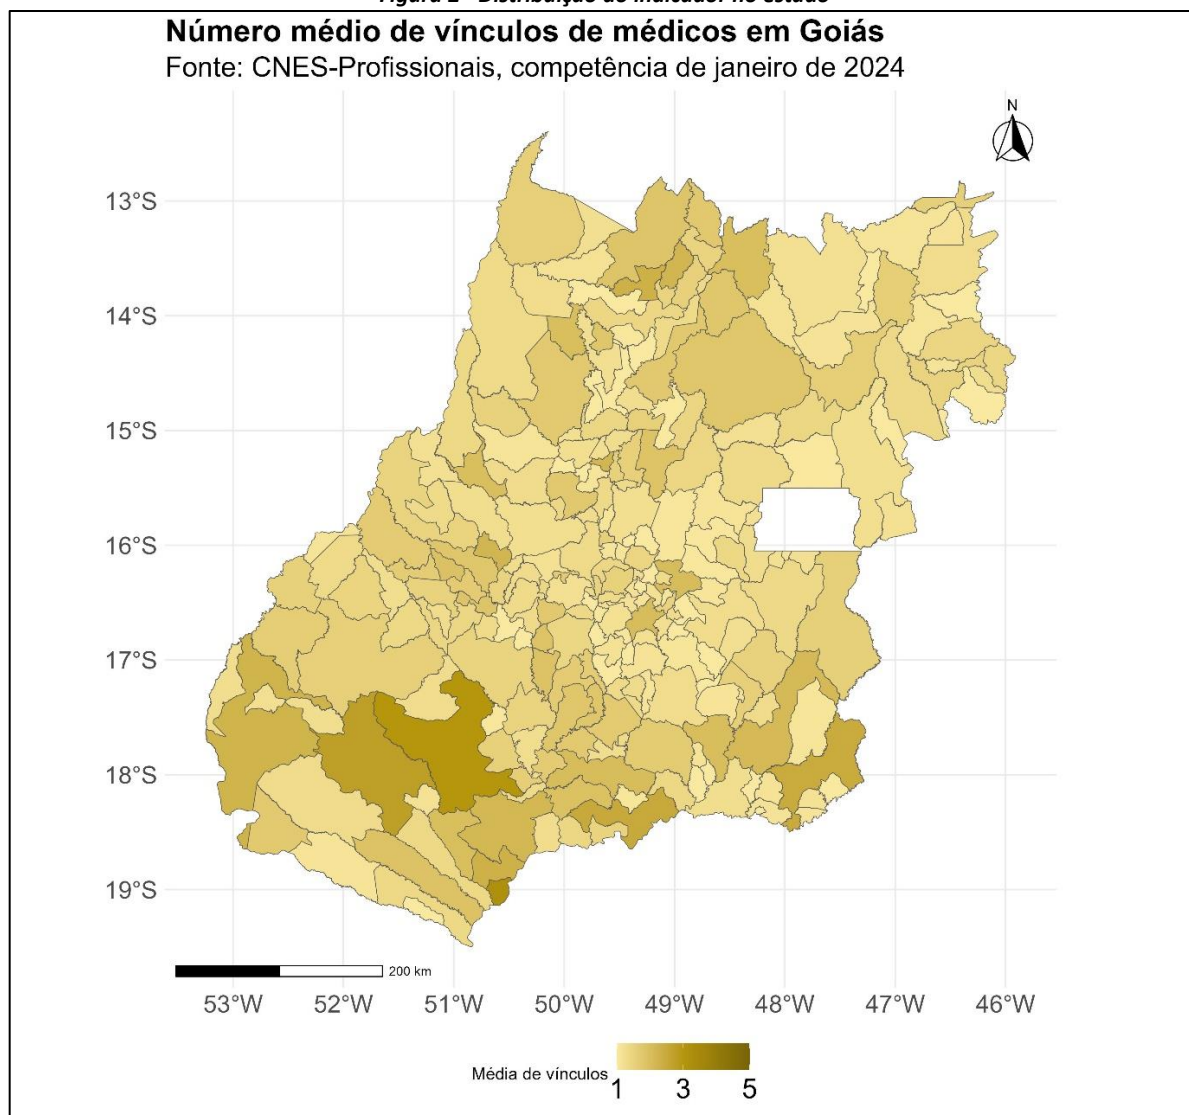 Número médio de vínculos de médicos em Goiás
Fonte: CNES-Profissionais, competência de janeiro de 2024
N
13°S
14°S
15°S
16°S
17°S
18°S
19°S
200 km
53°W 52°W 51°W 50°W 49°W 48°W 47°W 46°W
Média de vínculos
1 3 5